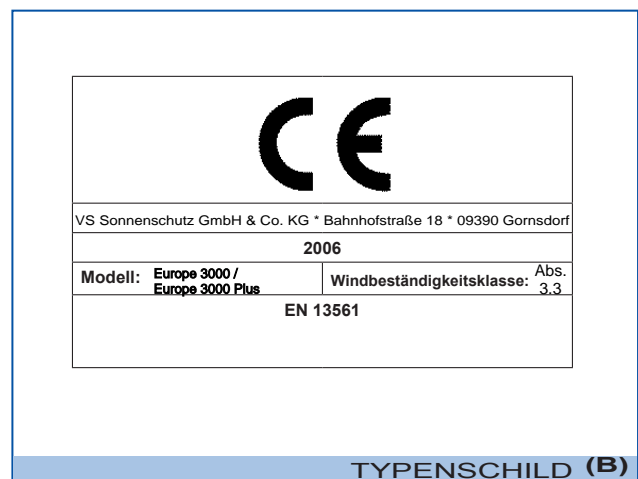 CE
VS Sonnenschutz GmbH & Co. KG * Bahnhofstraße 18 * 09390 Gornsdorf
2006
Modell: Europe 3000 / Europe 3000 Plus Windbeständigkeitsklasse: Abs. 3.3
EN 13561
TYPENSCHILD (B)